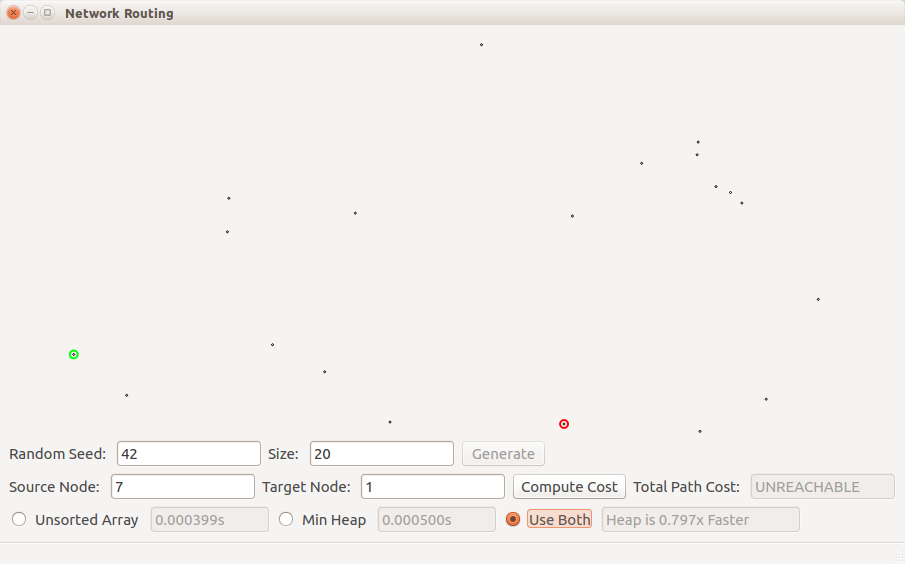 Network Routing
Random Seed: 42 Size: 20 Generate
Source Node: 7 Target Node: 1 Compute Cost Total Path Cost: UNREACHABLE
Unsorted Array 0.000399s Min Heap 0.000500s Use Both Heap is 0.797x Faster